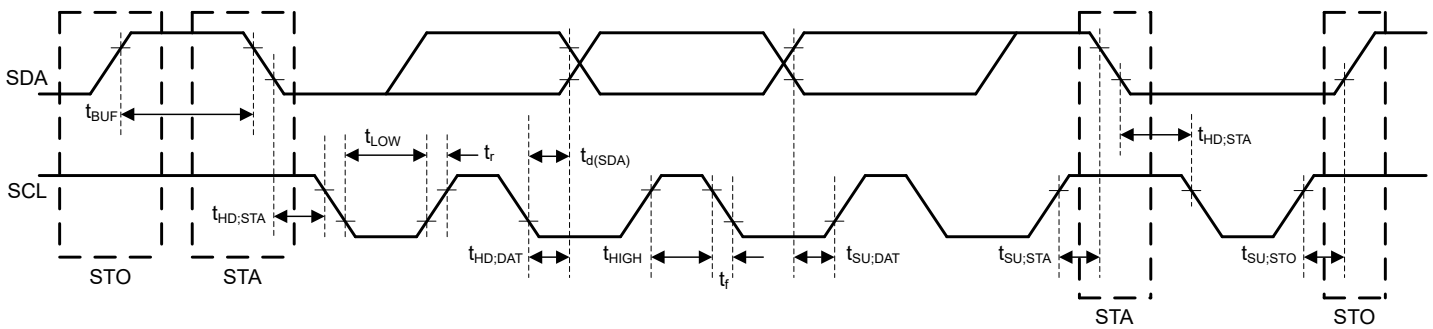 SDA
t_BUF
t_LOW
t_r
t_d(SDA)
t_HD;STA
SCL
t_HD;STA
t_HD;DAT
t_HIGH
t_f
t_SU;DAT
t_SU;STA
t_SU;STO
STO
STA
STA
STO